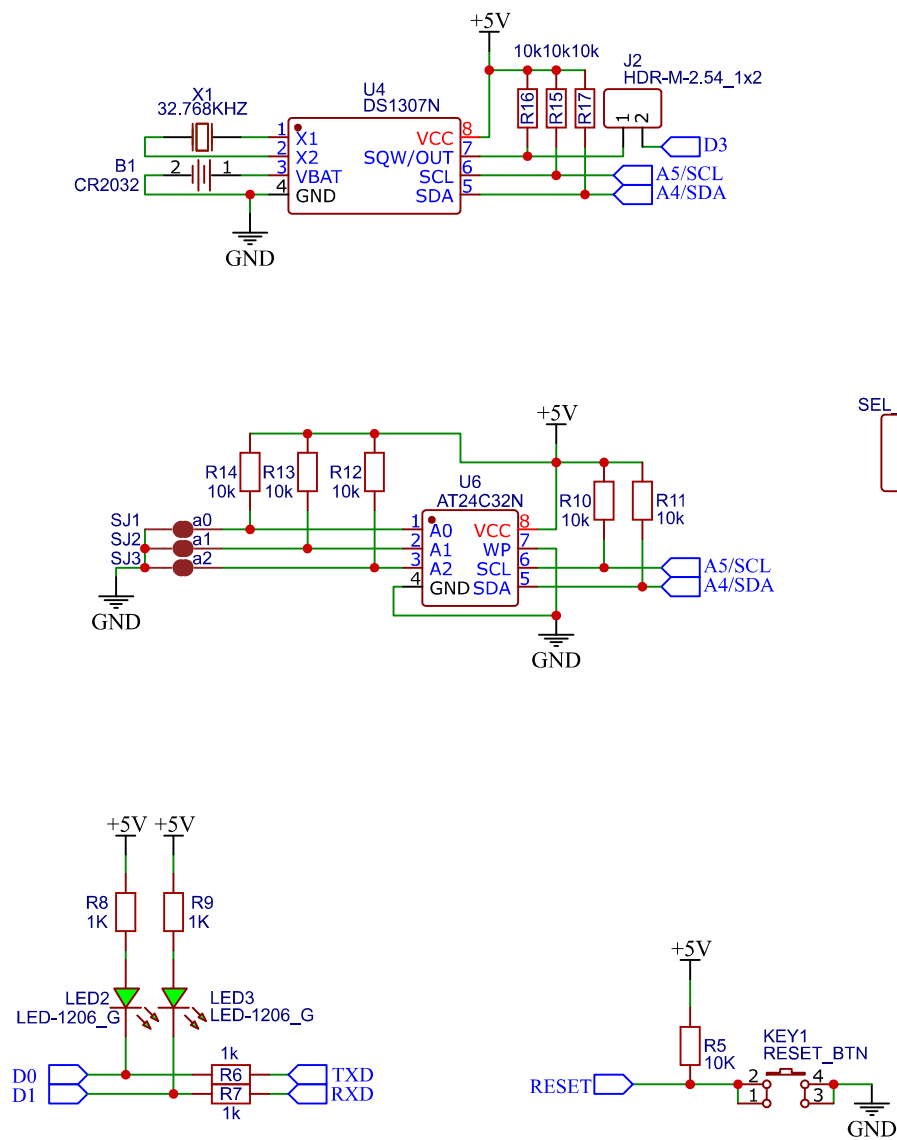 +5V
10k10k10k
J2
HDR-M-2.54_1x2
U4
DS1307N
X1
32.768KHZ
R16
R15
R17
1 2
1 X1 VCC 8
D3
2 X2 SQW/OUT 7
B1
CR2032
2 1
3 VBAT SCL 6
A5/SCL
4 GND SDA 5
A4/SDA
GND
+5V
SEL_
R14
10k
R13
10k
R12
10k
U6
AT24C32N
R10
10k
R11
10k
SJ1 a0
SJ2 a1
SJ3 a2
1 A0 VCC 8
2 A1 WP 7
3 A2 SCL 6
A5/SCL
4 GND SDA 5
A4/SDA
GND
GND
+5V +5V
R8
1K
R9
1K
LED2
LED-1206_G
LED3
LED-1206_G
1k
D0 R6 TXD
D1 R7 RXD
1k
+5V
R5
10K
KEY1
RESET_BTN
RESET
2 4
1 3
GND